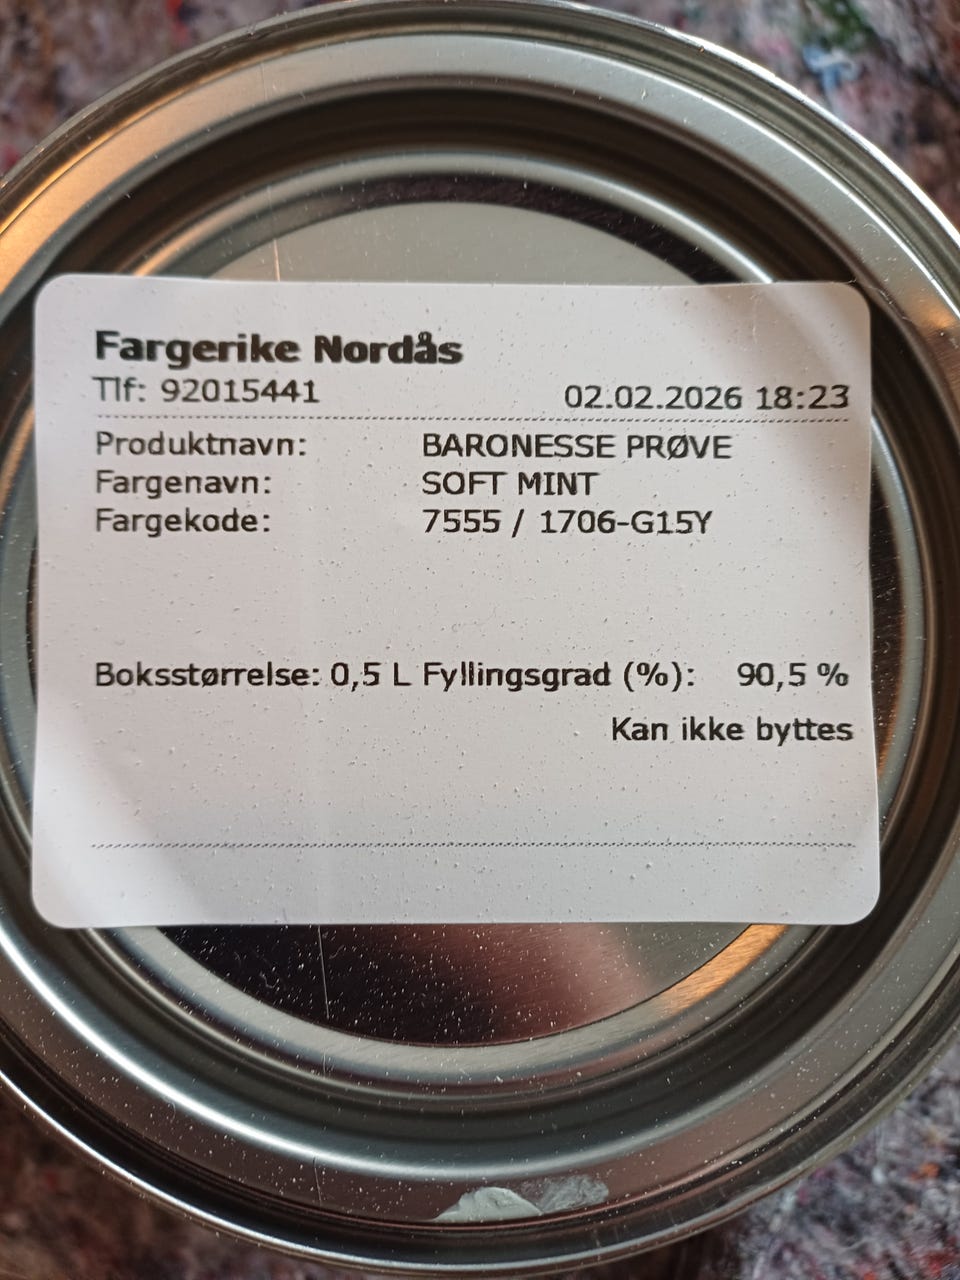 Fargerike Nordås
Tlf: 92015441 02.02.2026 18:23
Produktnavn: BARONESSE PRØVE
Fargenavn: SOFT MINT
Fargekode: 7555 / 1706-G15Y
Boksstørrelse: 0,5 L Fyllingsgrad (%): 90,5 %
Kan ikke byttes